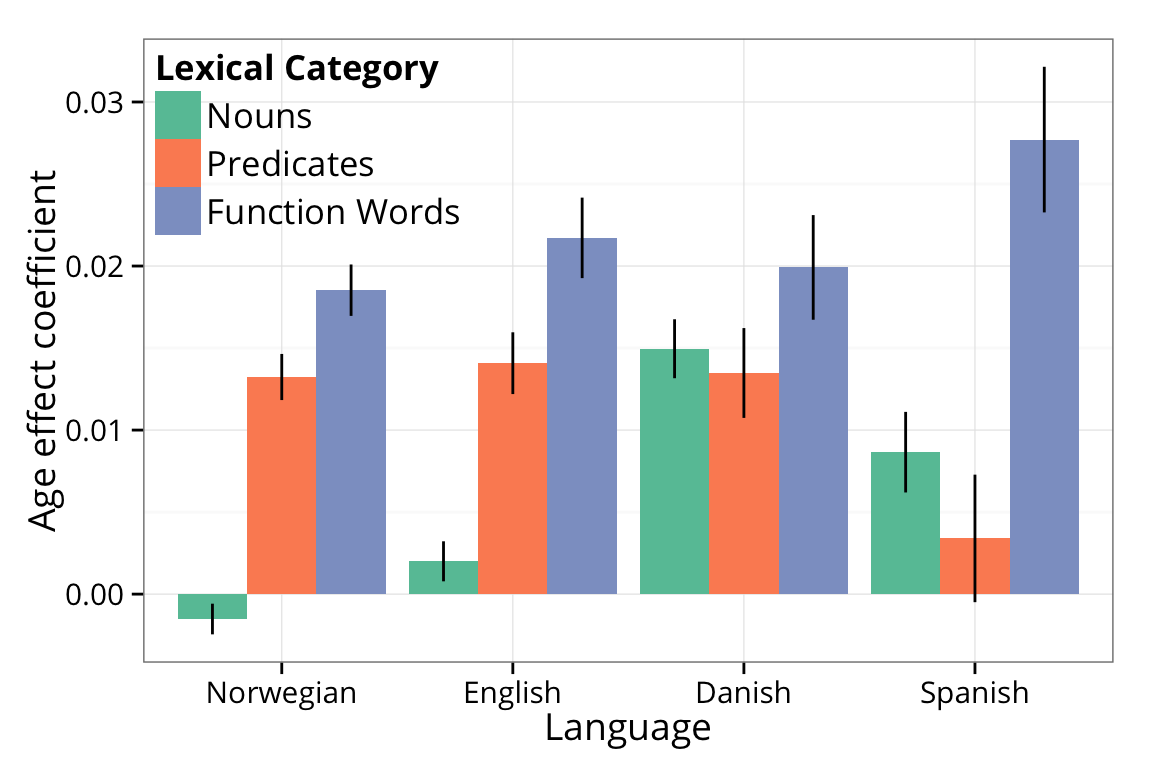 Lexical Category
Nouns
Predicates
Function Words
Age effect coefficient
0.03
0.02
0.01
0.00
Norwegian English Danish Spanish
Language